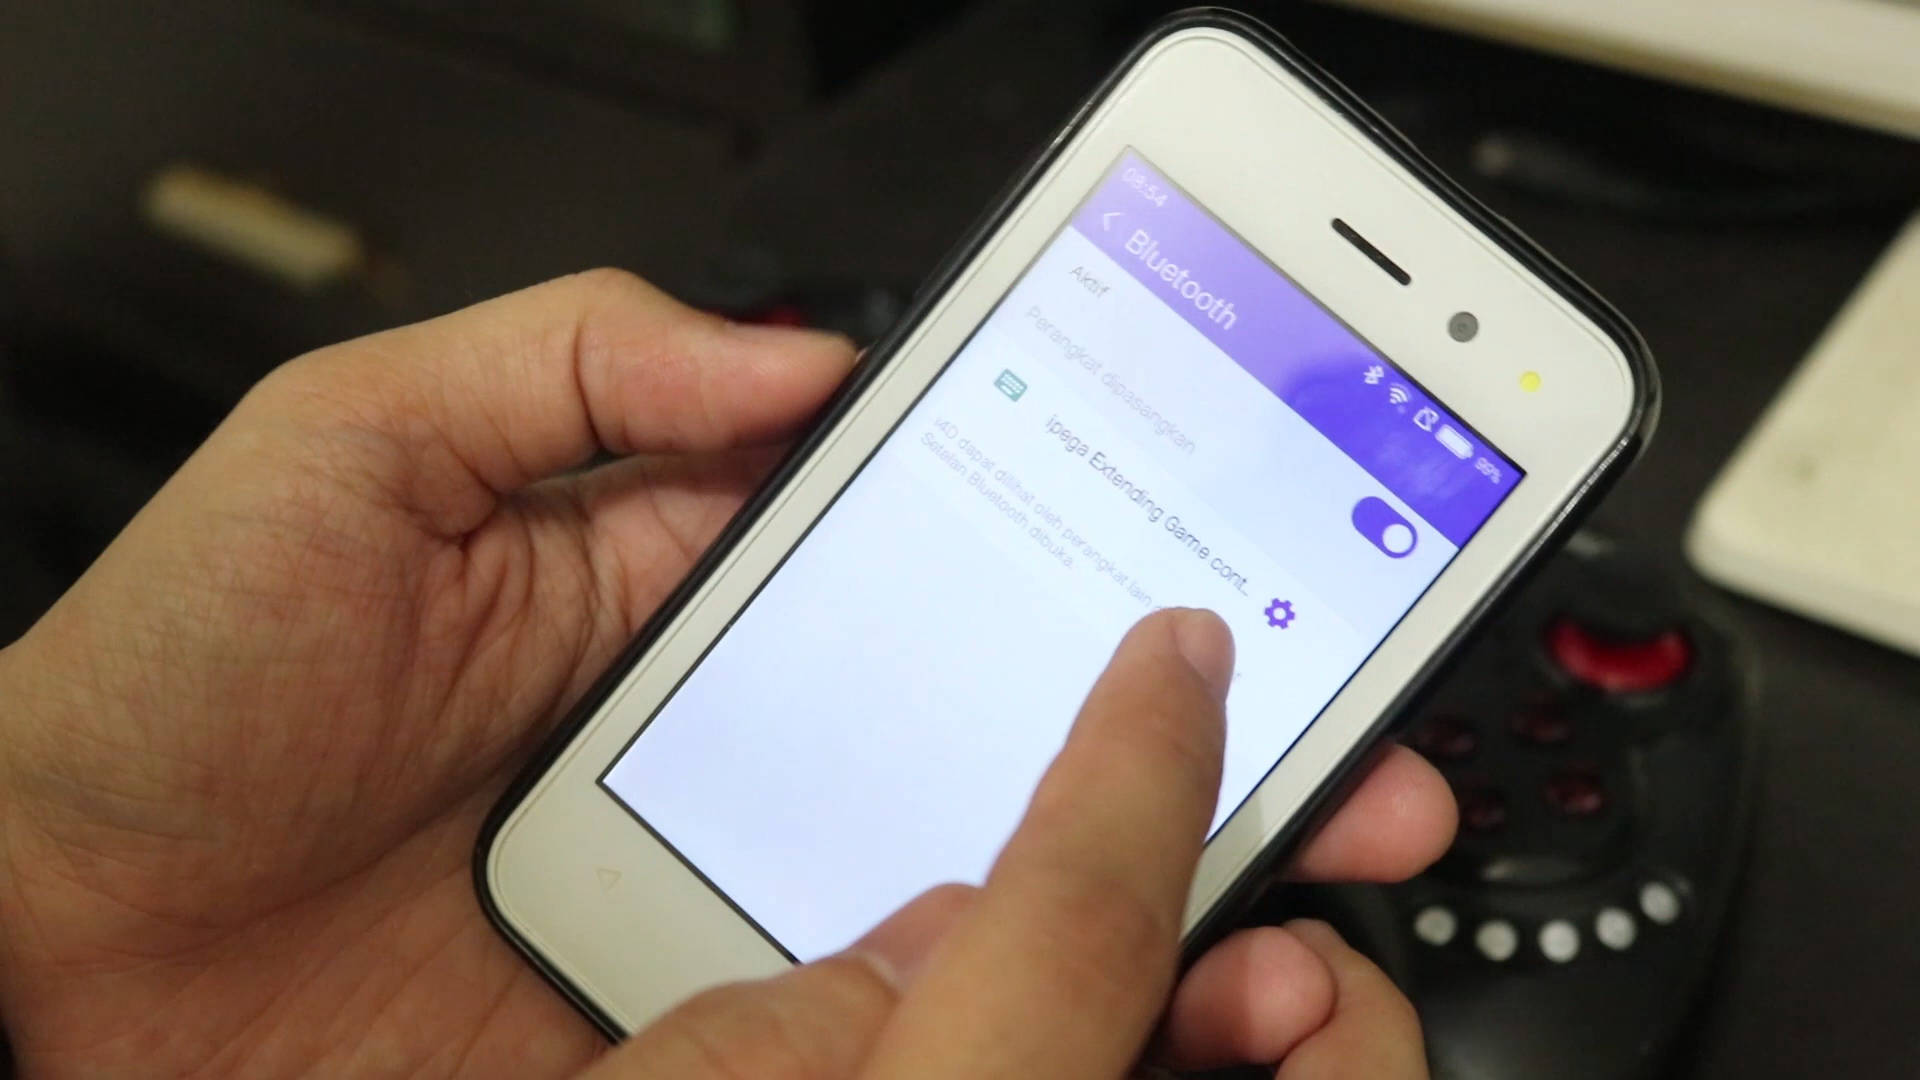 08:54
99%
Bluetooth
Aktif
Perangkat dipasangkan
ipega Extending Game cont..
I4D dapat dilihat oleh perangkat lain
Setelan Bluetooth dibuka.